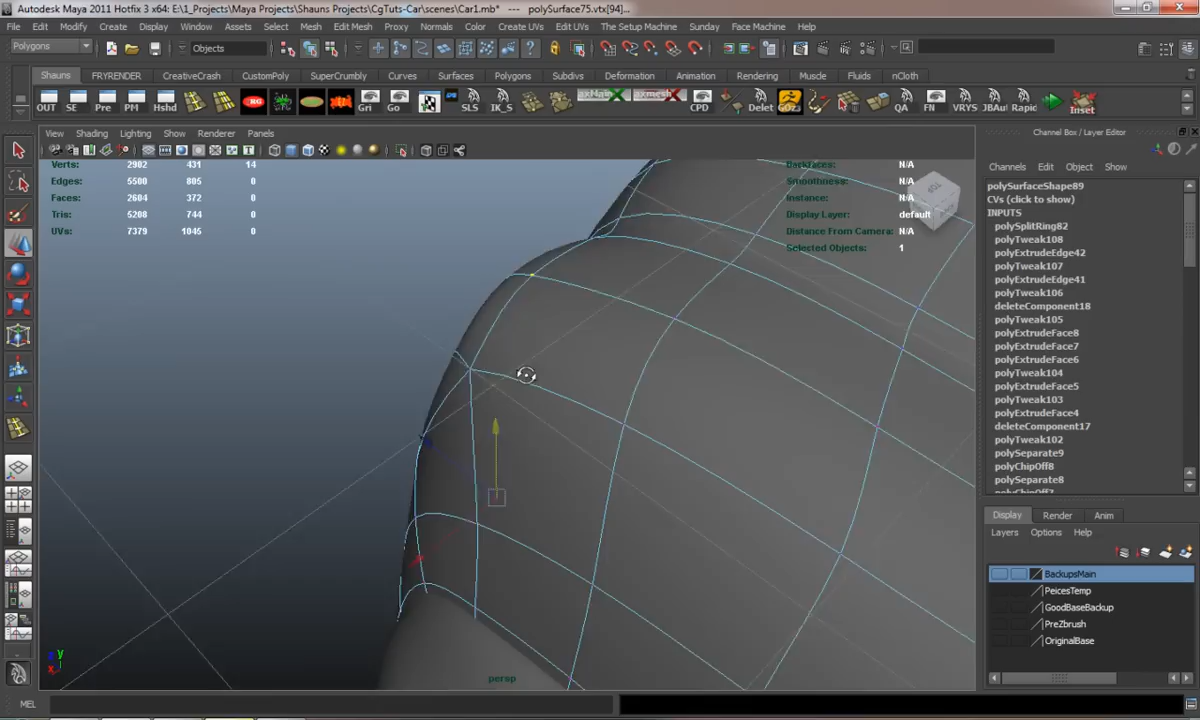 Autodesk Maya 2011 Hotfix 3 x64: E:\1_Projects\Maya Projects\Shauns Projects\CgTuts-Car\scenes\Car1.mb* --- polySurface75.vtx[94]...
File Edit Modify Create Display Window Assets Select Mesh Edit Mesh Proxy Normals Color Create UVs Edit UVs The Setup Machine Sunday Face Machine Help
Polygons Objects
Shauns FRYRENDER CreativeCrash CustomPoly SuperCrumbly Curves Surfaces Polygons Subdivs Deformation Animation Rendering Muscle Fluids nCloth
OUT SE Pre PM Hshd Gri Go SLS IK_S axMain axmesh CPD Delet GOz QA FN VRYS JBAu Rapic Inset
View Shading Lighting Show Renderer Panels
Channel Box / Layer Editor
Channels Edit Object Show
Verts: 2902 431 14
Edges: 5500 805 0
Faces: 2604 372 0
Tris: 5208 744 0
UVs: 7379 1045 0
Backfaces: N/A
Smoothness: N/A
Instance: N/A
Display Layer: default
Distance From Camera: N/A
Selected Objects: 1
TOP
polySurfaceShape89
CVs (click to show)
INPUTS
polySplitRing82
polyTweak108
polyExtrudeEdge42
polyTweak107
polyExtrudeEdge41
polyTweak106
deleteComponent18
polyTweak105
polyExtrudeFace8
polyExtrudeFace7
polyExtrudeFace6
polyTweak104
polyExtrudeFace5
polyTweak103
polyExtrudeFace4
deleteComponent17
polyTweak102
polySeparate9
polyChipOff8
polySeparate8
polyChipOff7
Display Render Anim
Layers Options Help
BackupsMain
PeicesTemp
GoodBaseBackup
PreZbrush
OriginalBase
y
z
x
persp
MEL